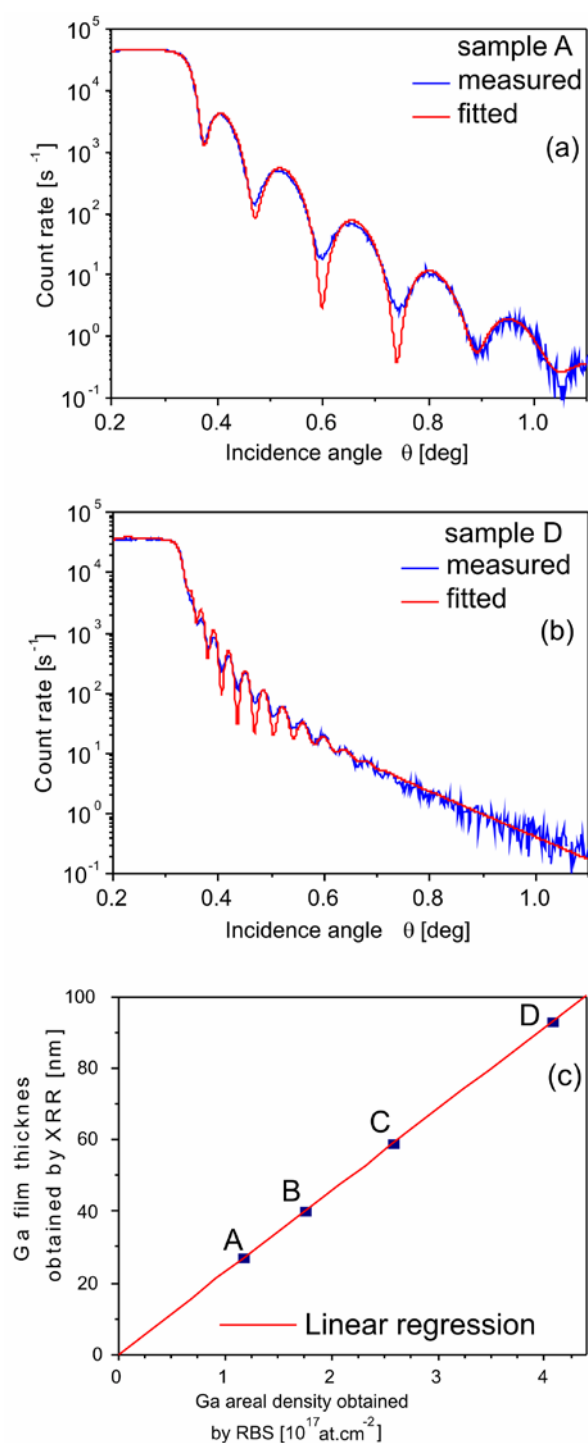 10^5
sample A
measured
fitted
(a)
10^4
10^3
10^2
10^1
10^0
10^-1
Count rate [s^-1]
0.2 0.4 0.6 0.8 1.0
Incidence angle θ [deg]
10^5
sample D
measured
fitted
(b)
10^4
10^3
10^2
10^1
10^0
10^-1
Count rate [s^-1]
0.2 0.4 0.6 0.8 1.0
Incidence angle θ [deg]
100
80
60
40
20
0
Ga film thicknes
obtained by XRR [nm]
D
(c)
C
B
A
Linear regression
0 1 2 3 4
Ga areal density obtained
by RBS [10^17 at.cm^-2]